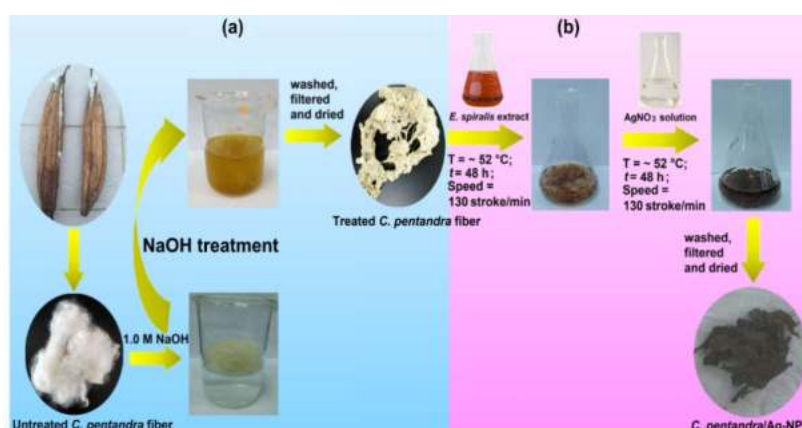 (a)
washed,
filtered
and dried
Treated C. pentandra fiber
NaOH treatment
1.0 M NaOH
Untreated C. pentandra fiber
(b)
E. spiralis extract
T = ~ 52 °C;
t = 48 h ;
Speed =
130 stroke/min
AgNO₃ solution
T = ~ 52 °C;
t = 48 h;
Speed =
130 stroke/min
washed,
filtered
and dried
C. pentandra/Ag-NP